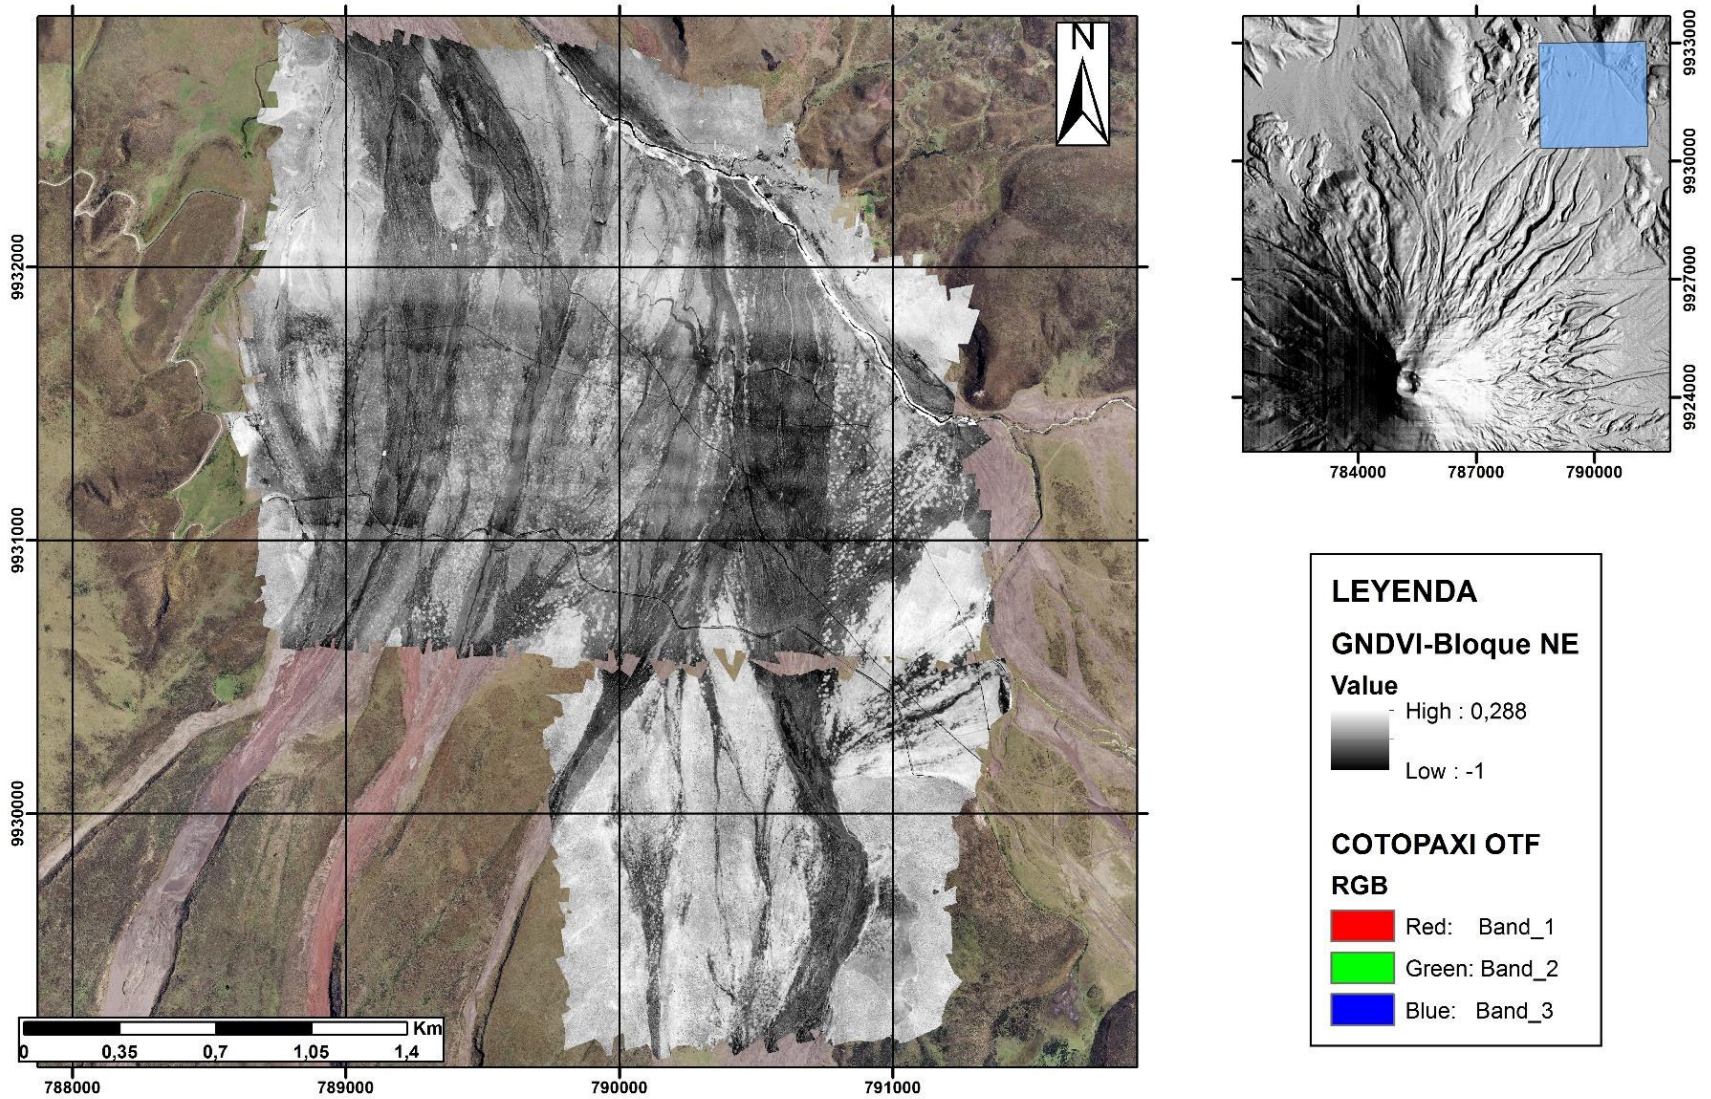 N
9932000
9931000
9930000
788000
789000
790000
791000
Km
0
0,35
0,7
1,05
1,4
9933000
9930000
9927000
9924000
784000
787000
790000
LEYENDA
GNDVI-Bloque NE
Value
High : 0,288
Low : -1
COTOPAXI OTF
RGB
Red: Band_1
Green: Band_2
Blue: Band_3